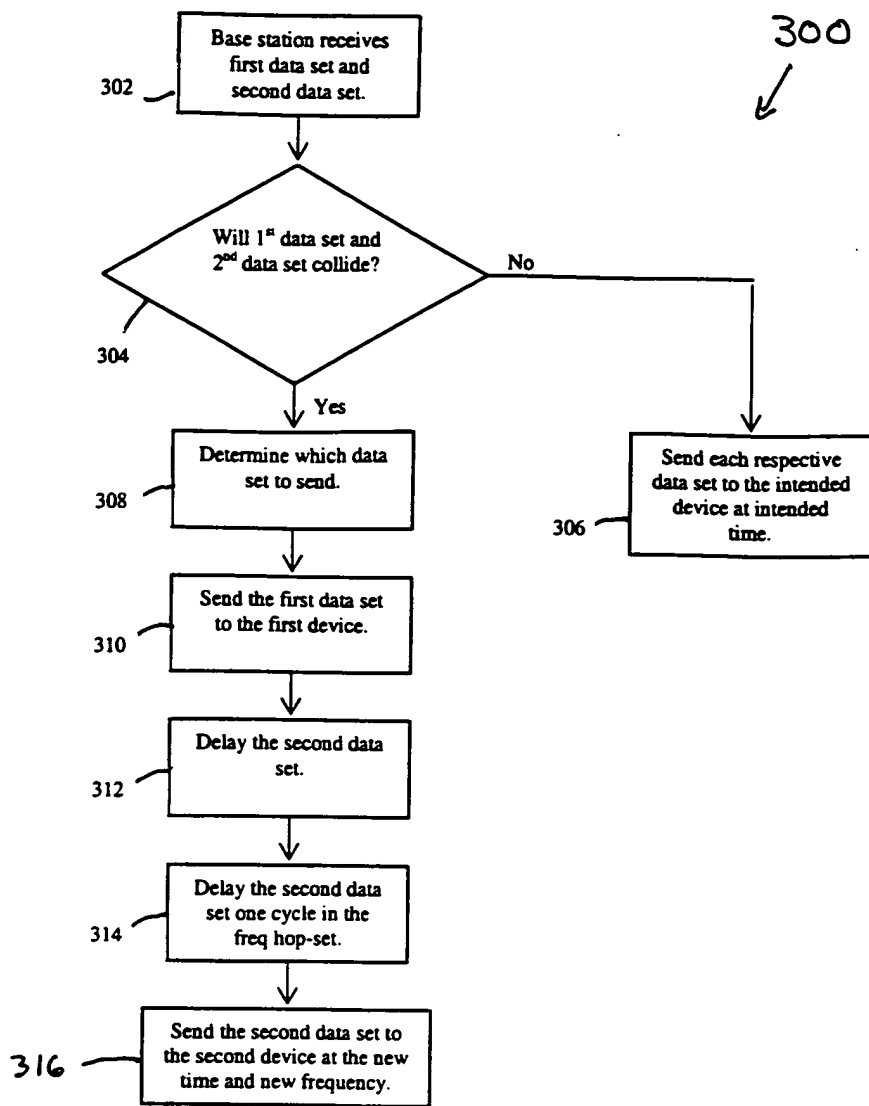 300
Base station receives
first data set and
second data set.
302
Will 1st data set and
2nd data set collide?
No
304
Yes
Determine which data
set to send.
308
Send each respective
data set to the intended
device at intended
time.
306
Send the first data set
to the first device.
310
Delay the second data
set.
312
Delay the second data
set one cycle in the
freq hop-set.
314
Send the second data set to
the second device at the new
time and new frequency.
316